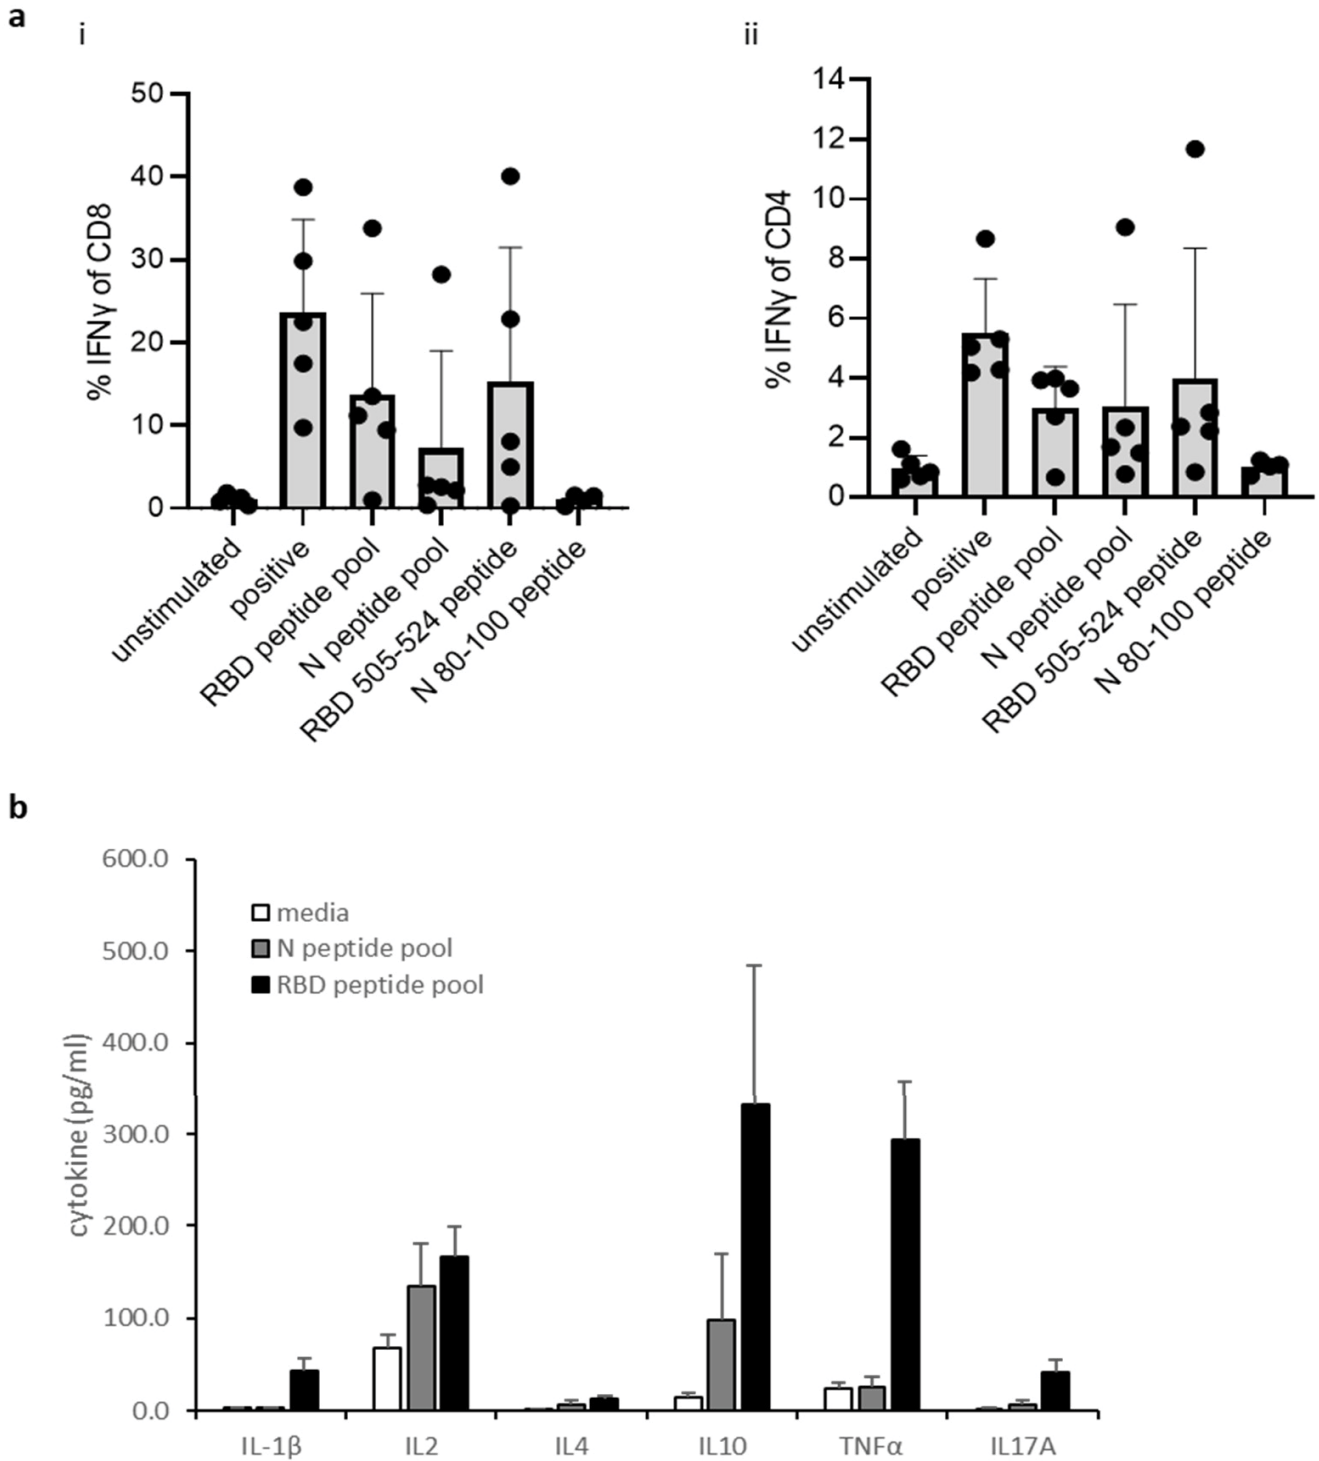 a
i
ii
% IFNγ of CD8
50
40
30
20
10
0
unstimulated
positive
RBD peptide pool
N peptide pool
RBD 505-524 peptide
N 80-100 peptide
% IFNγ of CD4
14
12
10
8
6
4
2
0
unstimulated
positive
RBD peptide pool
N peptide pool
RBD 505-524 peptide
N 80-100 peptide
b
cytokine (pg/ml)
600.0
500.0
400.0
300.0
200.0
100.0
0.0
media
N peptide pool
RBD peptide pool
IL-1β
IL2
IL4
IL10
TNFα
IL17A